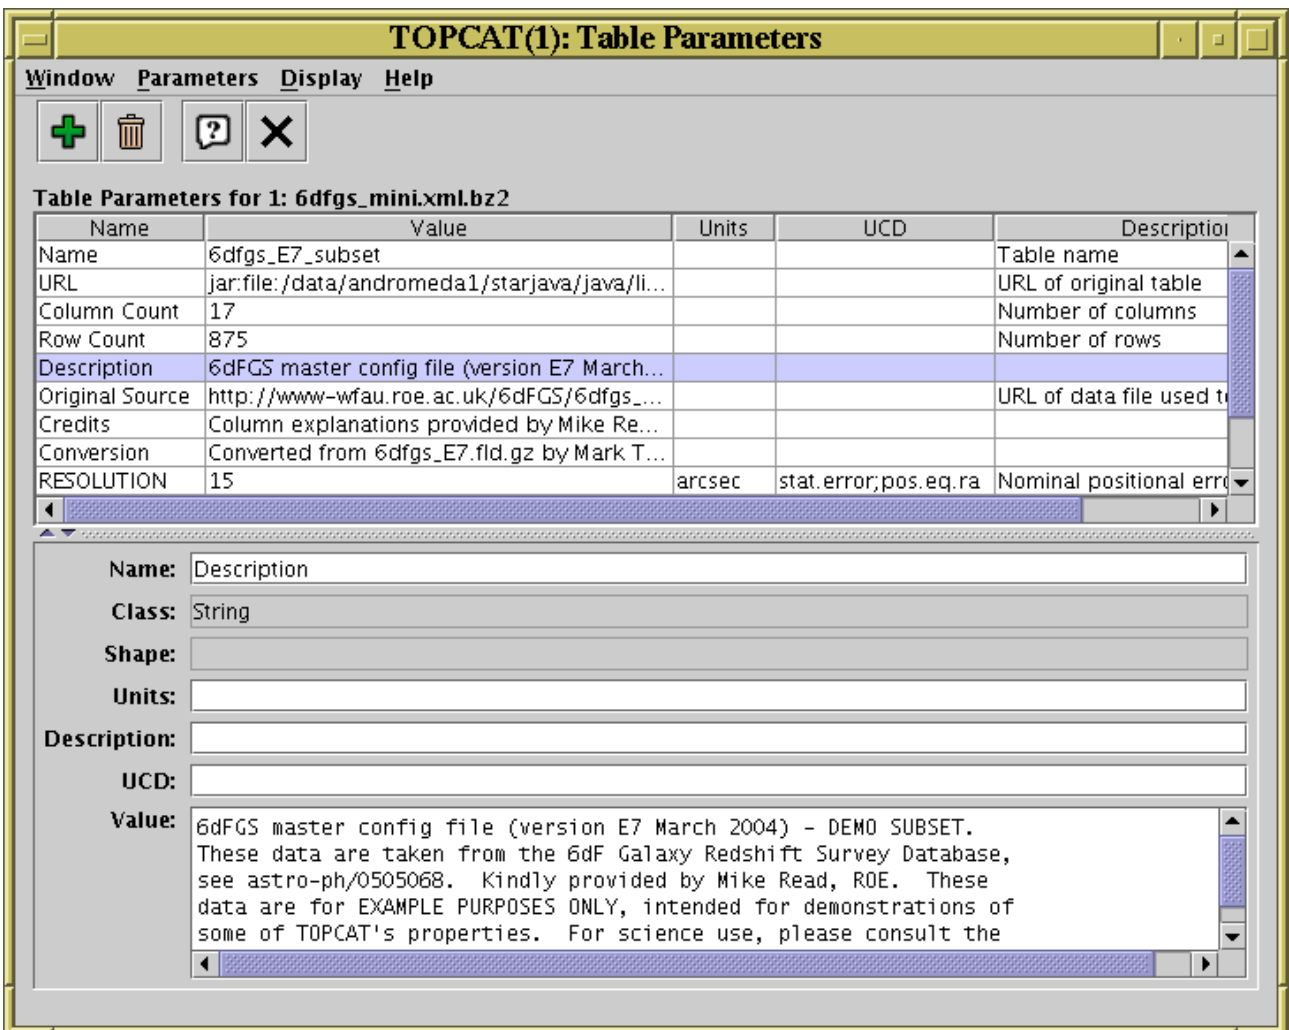 TOPCAT(1): Table Parameters
Window Parameters Display Help
Table Parameters for 1: 6dfgs_mini.xml.bz2
Name Value Units UCD Description
Name 6dfgs_E7_subset Table name
URL jar:file:/data/andromeda1/starjava/java/li... URL of original table
Column Count 17 Number of columns
Row Count 875 Number of rows
Description 6dFGS master config file (version E7 March...
Original Source http://www-wfau.roe.ac.uk/6dFGS/6dfgs_... URL of data file used t
Credits Column explanations provided by Mike Re...
Conversion Converted from 6dfgs_E7.fld.gz by Mark T...
RESOLUTION 15 arcsec stat.error;pos.eq.ra Nominal positional err
Name: Description
Class: String
Shape:
Units:
Description:
UCD:
Value: 6dFGS master config file (version E7 March 2004) - DEMO SUBSET.
These data are taken from the 6dF Galaxy Redshift Survey Database,
see astro-ph/0505068. Kindly provided by Mike Read, ROE. These
data are for EXAMPLE PURPOSES ONLY, intended for demonstrations of
some of TOPCAT's properties. For science use, please consult the